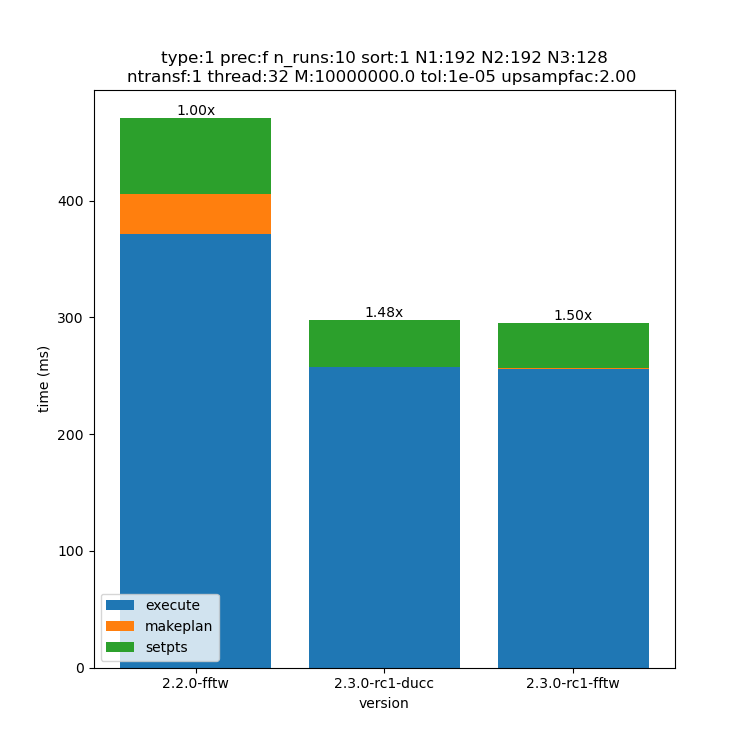 type:1 prec:f n_runs:10 sort:1 N1:192 N2:192 N3:128
ntransf:1 thread:32 M:10000000.0 tol:1e-05 upsampfac:2.00
1.00x
1.48x
1.50x
400
300
200
100
0
time (ms)
execute
makeplan
setpts
2.2.0-fftw
2.3.0-rc1-ducc
2.3.0-rc1-fftw
version